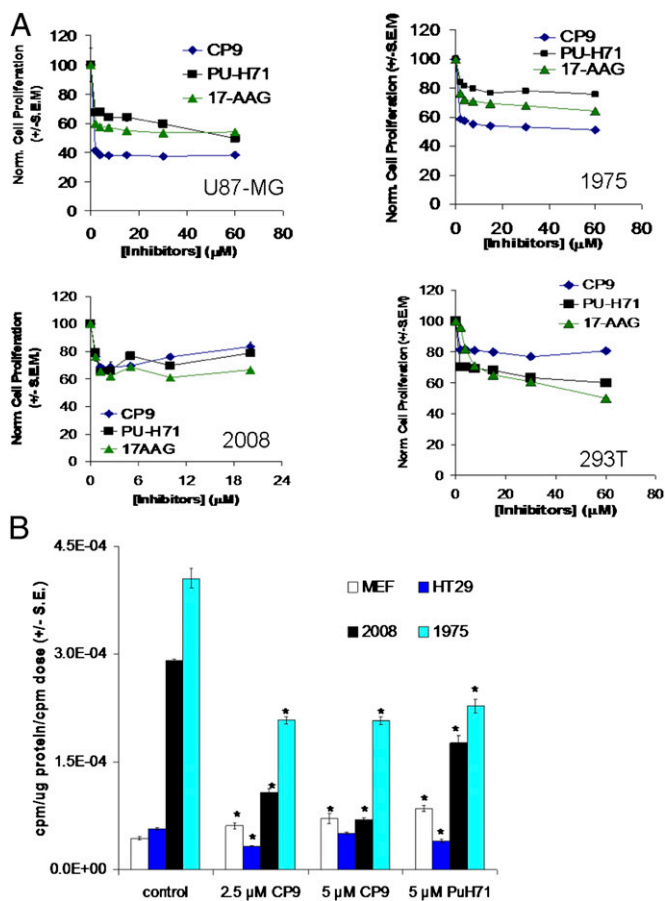 A
Norm. Cell Proliferation (+/-S.E.M)
120
100
80
60
40
20
0
0 20 40 60 80
[Inhibitors] (µM)
CP9
PU-H71
17-AAG
U87-MG
Norm. Cell Proliferation (+/-S.E.M)
100
80
60
40
20
0
0 20 40 60 80
[Inhibitors] (µM)
CP9
PU-H71
17-AAG
1975
Norm. Cell Proliferation (+/-S.E.M.)
120
100
80
60
40
20
0
0 6 12 18 24
[Inhibitors] (µM)
CP9
PU-H71
17AAG
2008
Norm. Cell Proliferation (+/-S.E.M)
120
100
80
60
40
20
0
0 20 40 60 80
[Inhibitors] (µM)
CP9
PU-H71
17-AAG
293T
B
cpm/ug protein/cpm dose (+/- S.E.)
4.5E-04
3.0E-04
1.5E-04
0.0E+00
MEF HT29
2008 1975
* * * * * * * * * * *
control 2.5 µM CP9 5 µM CP9 5 µM PuH71